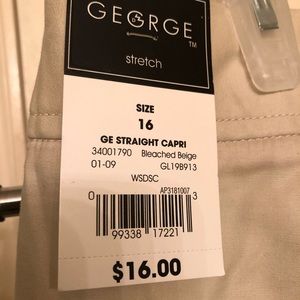 GEORGE
TM
stretch
SIZE
16
GE STRAIGHT CAPRI
34001790 Bleached Beige
01-09 GL19B913
WSDSC
AP3181007
0 99338 17221 3
$16.00